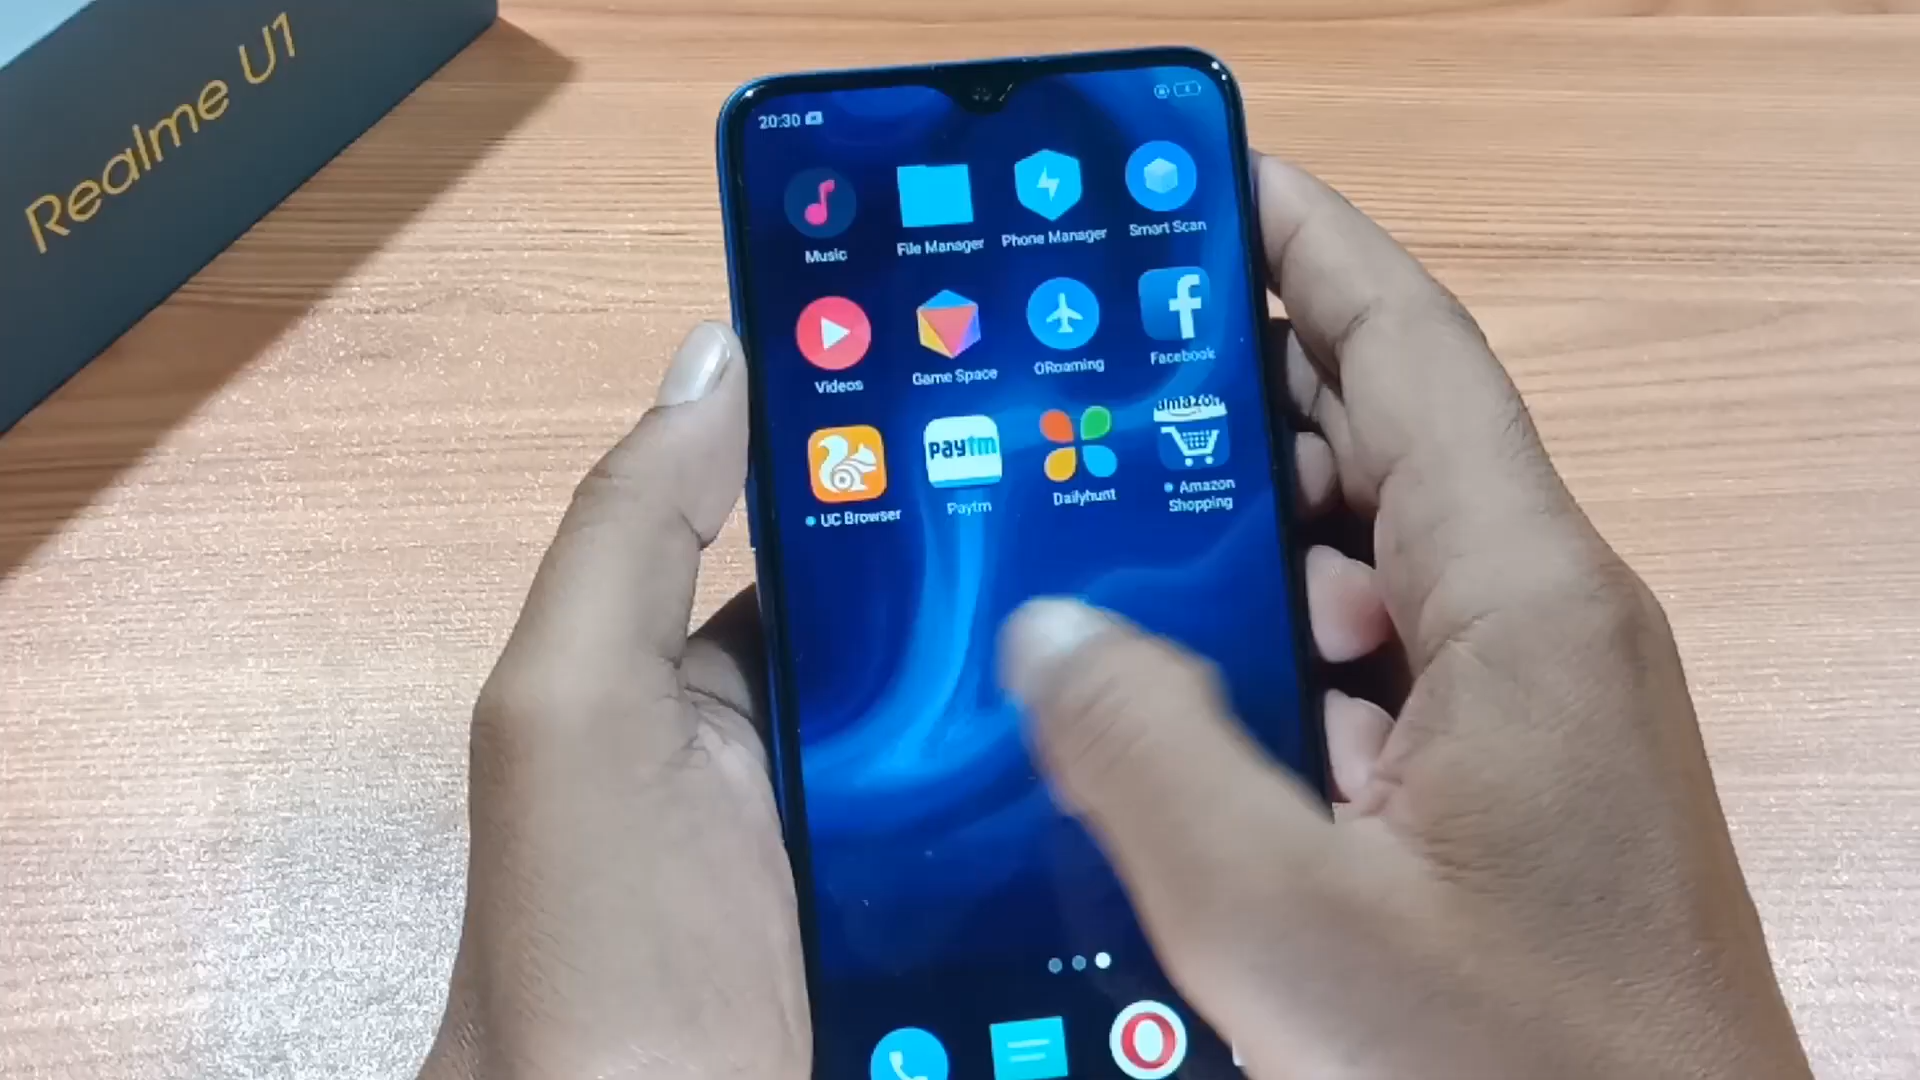 Realme U1
20:30
Music
File Manager
Phone Manager
Smart Scan
Videos
Game Space
ORoaming
Facebook
paytm
amazon
UC Browser
Paytm
Dailyhunt
Amazon
Shopping